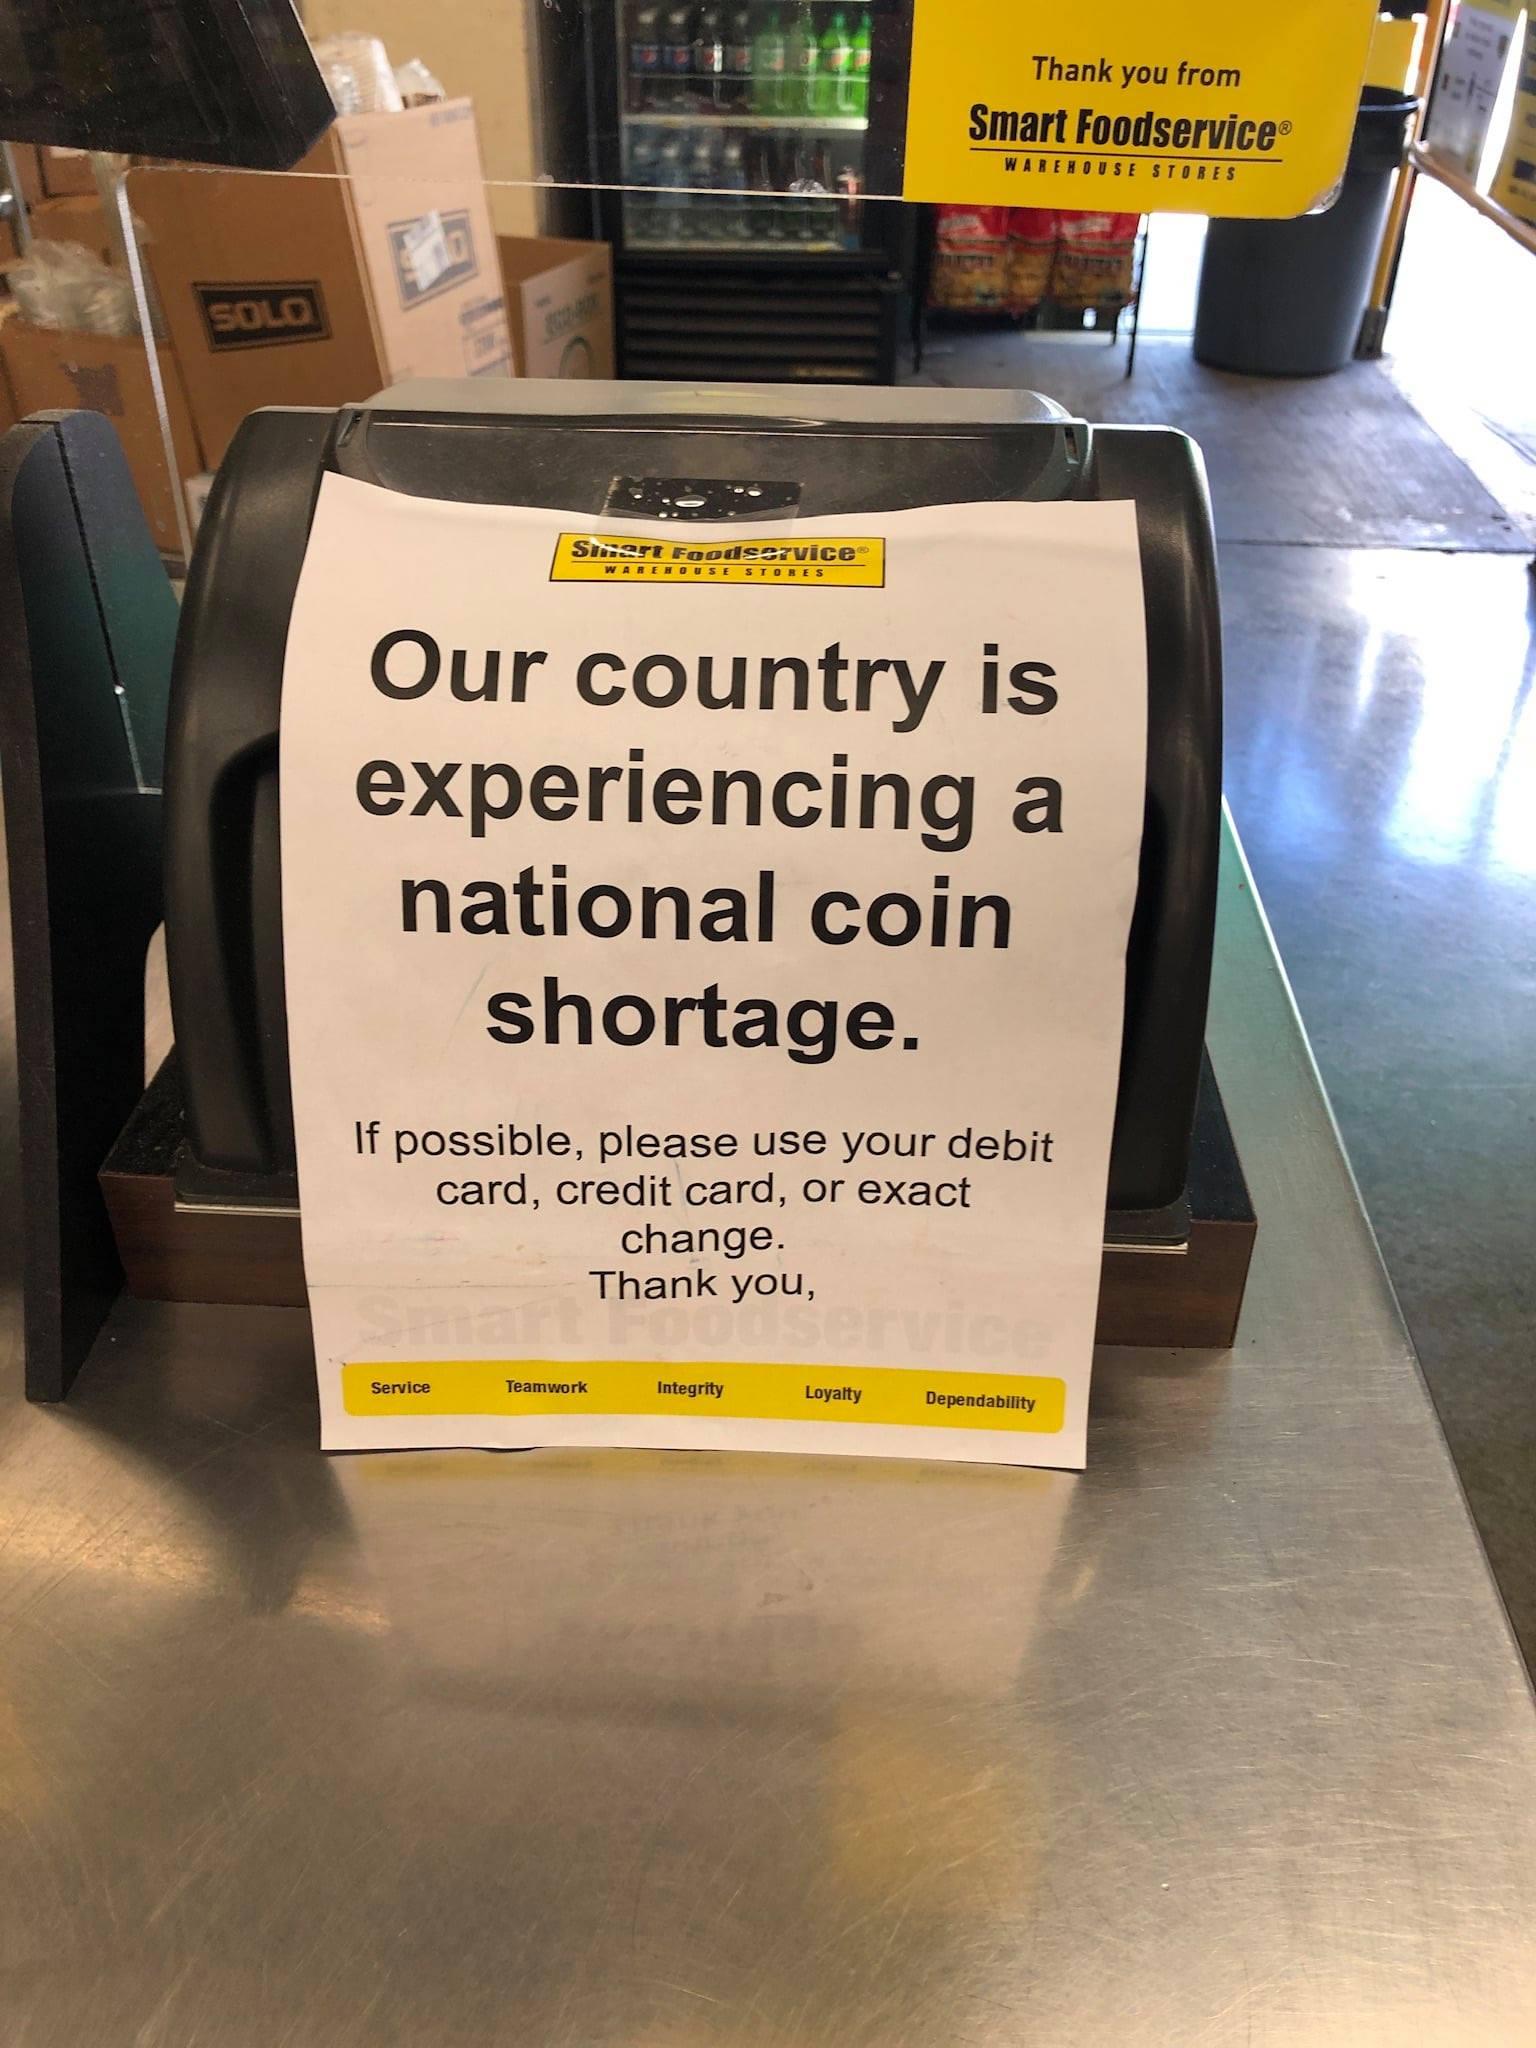 Thank you from
Smart Foodservice®
WAREHOUSE STORES
SOLO
Smart Foodservice®
WAREHOUSE STORES
Our country is
experiencing a
national coin
shortage.
If possible, please use your debit
card, credit card, or exact
change.
Thank you,
Smart Foodservice
Service Teamwork Integrity Loyalty Dependability